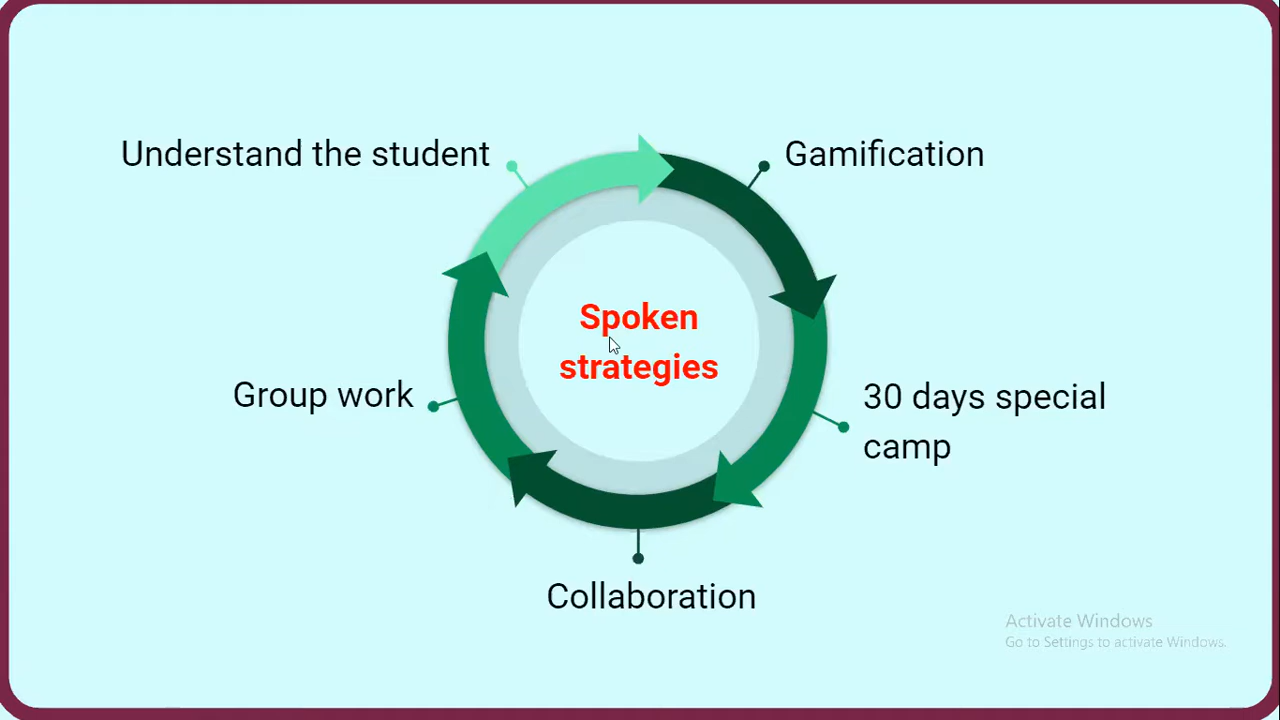 Understand the student
Gamification
Spoken
strategies
Group work
30 days special
camp
Collaboration
Activate Windows
Go to Settings to activate Windows.